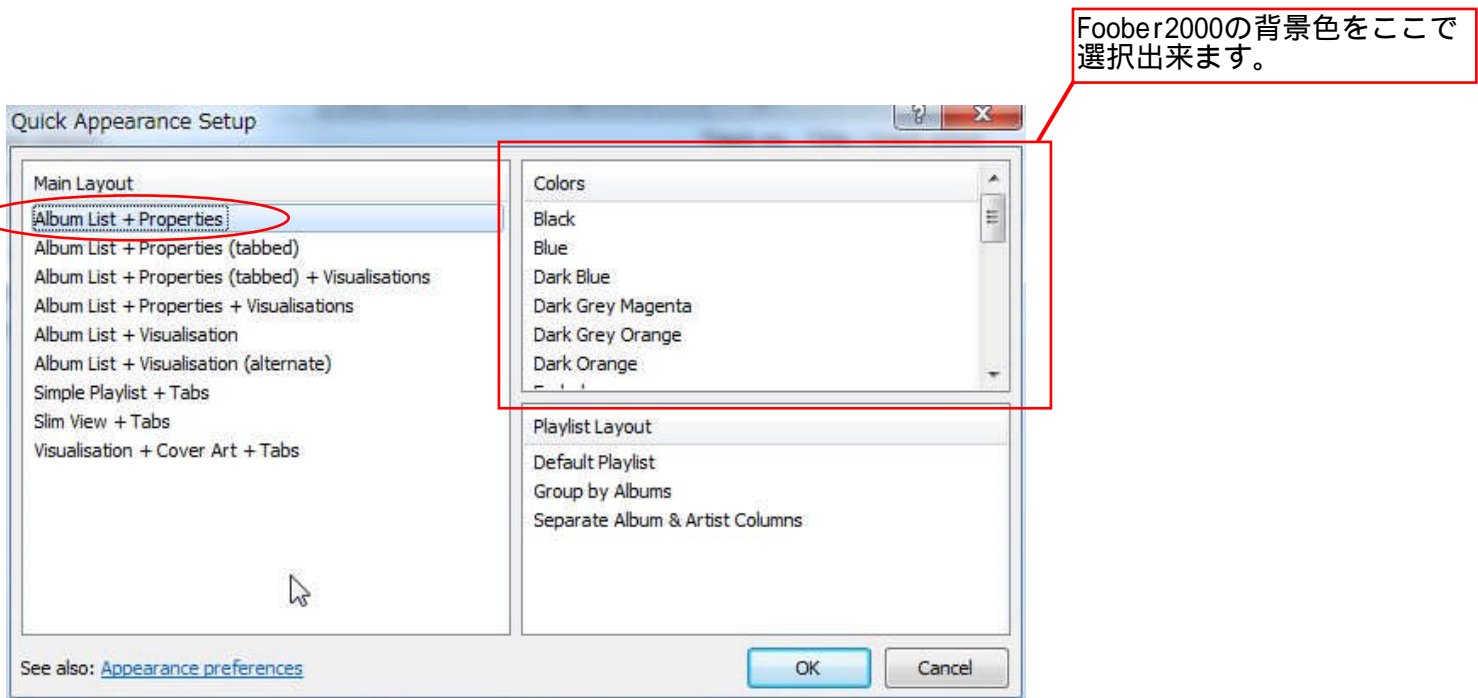 Foober2000の背景色をここで
選択出来ます。
Quick Appearance Setup
Main Layout
Album List + Properties
Album List + Properties (tabbed)
Album List + Properties (tabbed) + Visualisations
Album List + Properties + Visualisations
Album List + Visualisation
Album List + Visualisation (alternate)
Simple Playlist + Tabs
Slim View + Tabs
Visualisation + Cover Art + Tabs
Colors
Black
Blue
Dark Blue
Dark Grey Magenta
Dark Grey Orange
Dark Orange
Playlist Layout
Default Playlist
Group by Albums
Separate Album & Artist Columns
See also: Appearance preferences
OK
Cancel